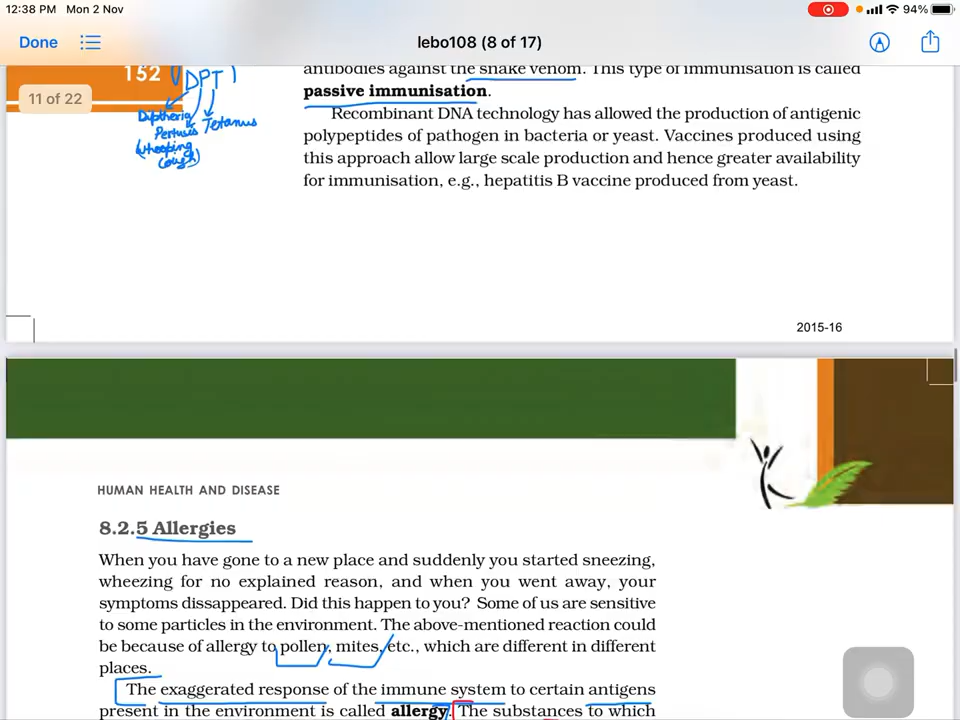 12:38 PM Mon 2 Nov
94%
Done
lebo108 (8 of 17)
152
11 of 22
DPT
Diptheria
Pertusis
Tetanus
(whooping
cough)
antibodies against the snake venom. This type of immunisation is called
passive immunisation.
Recombinant DNA technology has allowed the production of antigenic
polypeptides of pathogen in bacteria or yeast. Vaccines produced using
this approach allow large scale production and hence greater availability
for immunisation, e.g., hepatitis B vaccine produced from yeast.
2015-16
HUMAN HEALTH AND DISEASE
8.2.5 Allergies
When you have gone to a new place and suddenly you started sneezing,
wheezing for no explained reason, and when you went away, your
symptoms dissappeared. Did this happen to you? Some of us are sensitive
to some particles in the environment. The above-mentioned reaction could
be because of allergy to pollen, mites, etc., which are different in different
places.
The exaggerated response of the immune system to certain antigens
present in the environment is called allergy. The substances to which